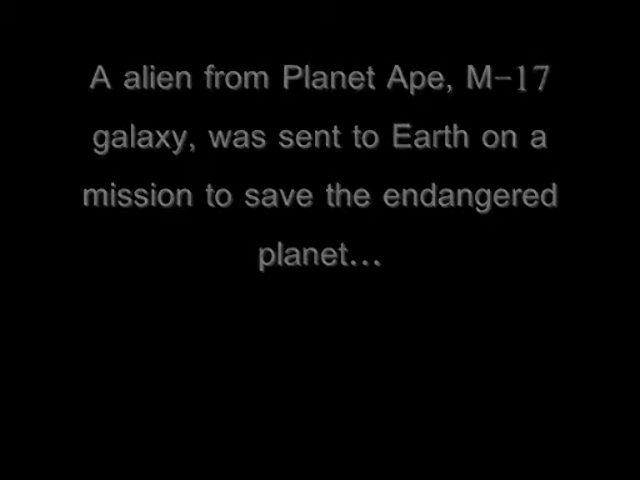 A alien from Planet Ape, M-17
galaxy, was sent to Earth on a
mission to save the endangered
planet...